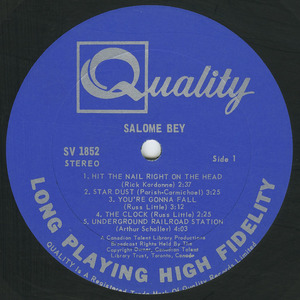 Quality
SALOME BEY
SV 1852
STEREO
Side 1
1. HIT THE NAIL RIGHT ON THE HEAD
(Rick Kardonne) 2:37
2. STAR DUST (Parish-Carmichael) 3:25
3. YOU'RE GONNA FALL
(Russ Little) 3:12
4. THE CLOCK (Russ Little) 2:25
5. UNDERGROUND RAILROAD STATION
(Arthur Scheller)
A Canadian Talent Library Production
Broadcast Rights Held By The
Copyright Owner, Canadian Talent
Library Trust, Toronto, Canada
LONG PLAYING HIGH FIDELITY
QUALITY is A Registered Trade Mark Of Quality Records Limited